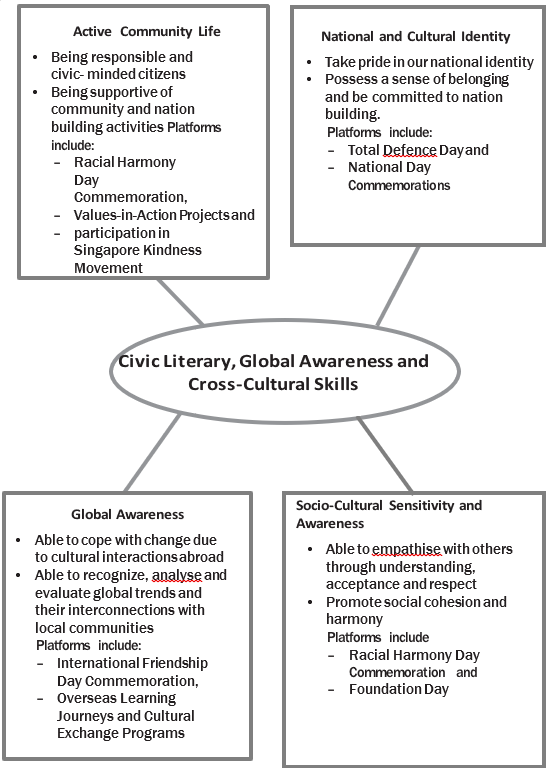 Active Community Life
• Being responsible and
civic- minded citizens
• Being supportive of
community and nation
building activities Platforms
include:
– Racial Harmony
Day
Commemoration,
– Values-in-Action Projects and
– participation in
Singapore Kindness
Movement
National and Cultural Identity
• Take pride in our national identity
• Possess a sense of belonging
and be committed to nation
building.
Platforms include:
– Total Defence Day and
– National Day
Commemorations
Civic Literary, Global Awareness and
Cross-Cultural Skills
Global Awareness
• Able to cope with change due
to cultural interactions abroad
• Able to recognize, analyse and
evaluate global trends and
their interconnections with
local communities
Platforms include:
– International Friendship
Day Commemoration,
– Overseas Learning
Journeys and Cultural
Exchange Programs
Socio-Cultural Sensitivity and
Awareness
• Able to empathise with others
through understanding,
acceptance and respect
• Promote social cohesion and
harmony
Platforms include
– Racial Harmony Day
Commemoration and
– Foundation Day